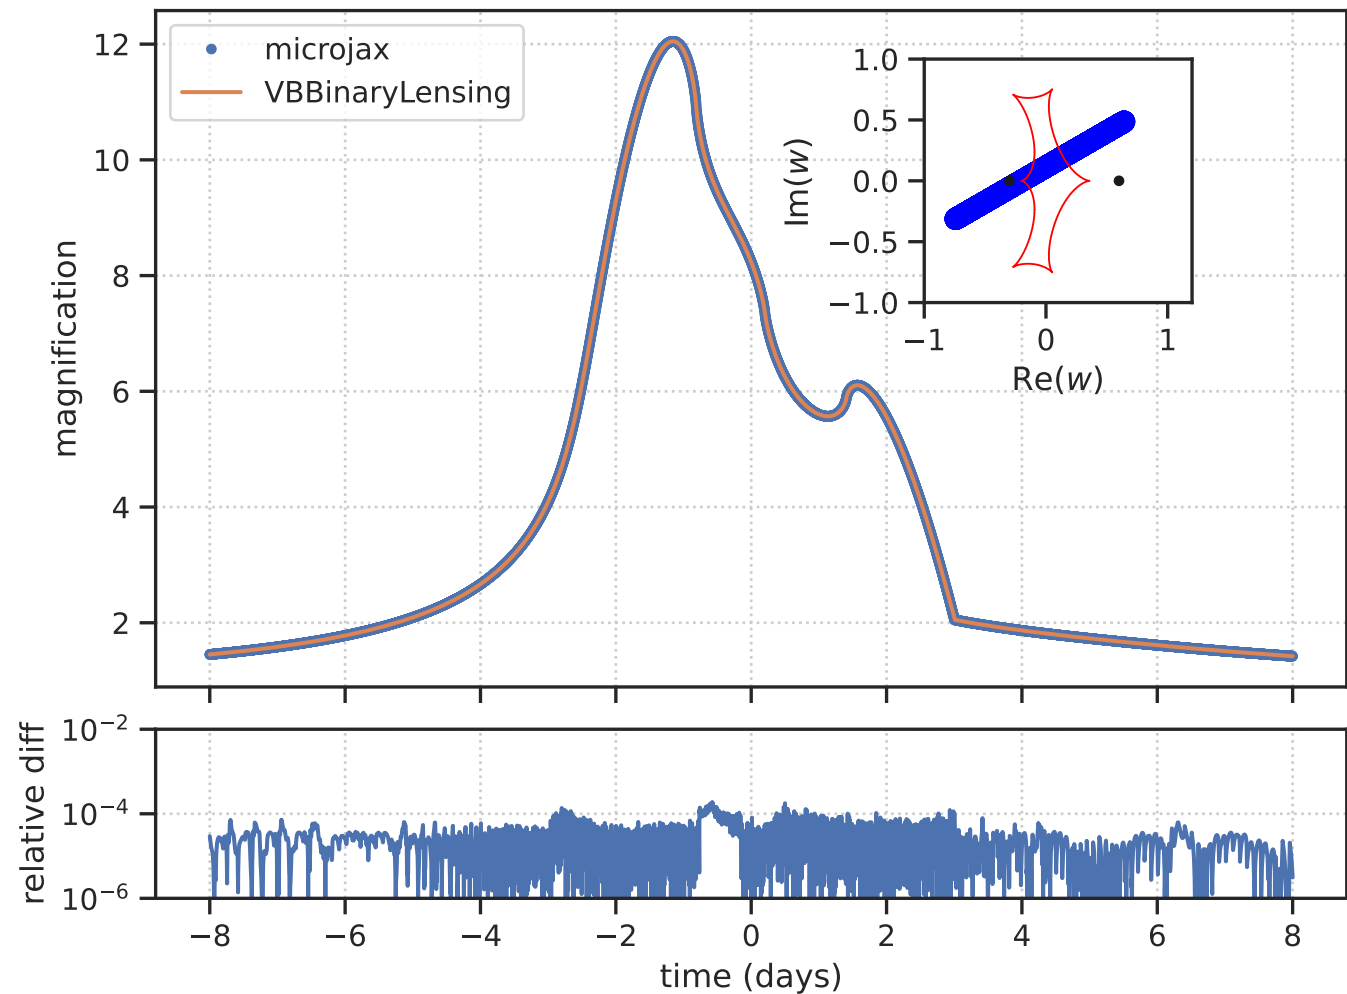 microjax
VBBinaryLensing
magnification
12
10
8
6
4
2
Im(w)
1.0
0.5
0.0
−0.5
−1.0
−1 0 1
Re(w)
relative diff
10⁻²
10⁻⁴
10⁻⁶
−8 −6 −4 −2 0 2 4 6 8
time (days)